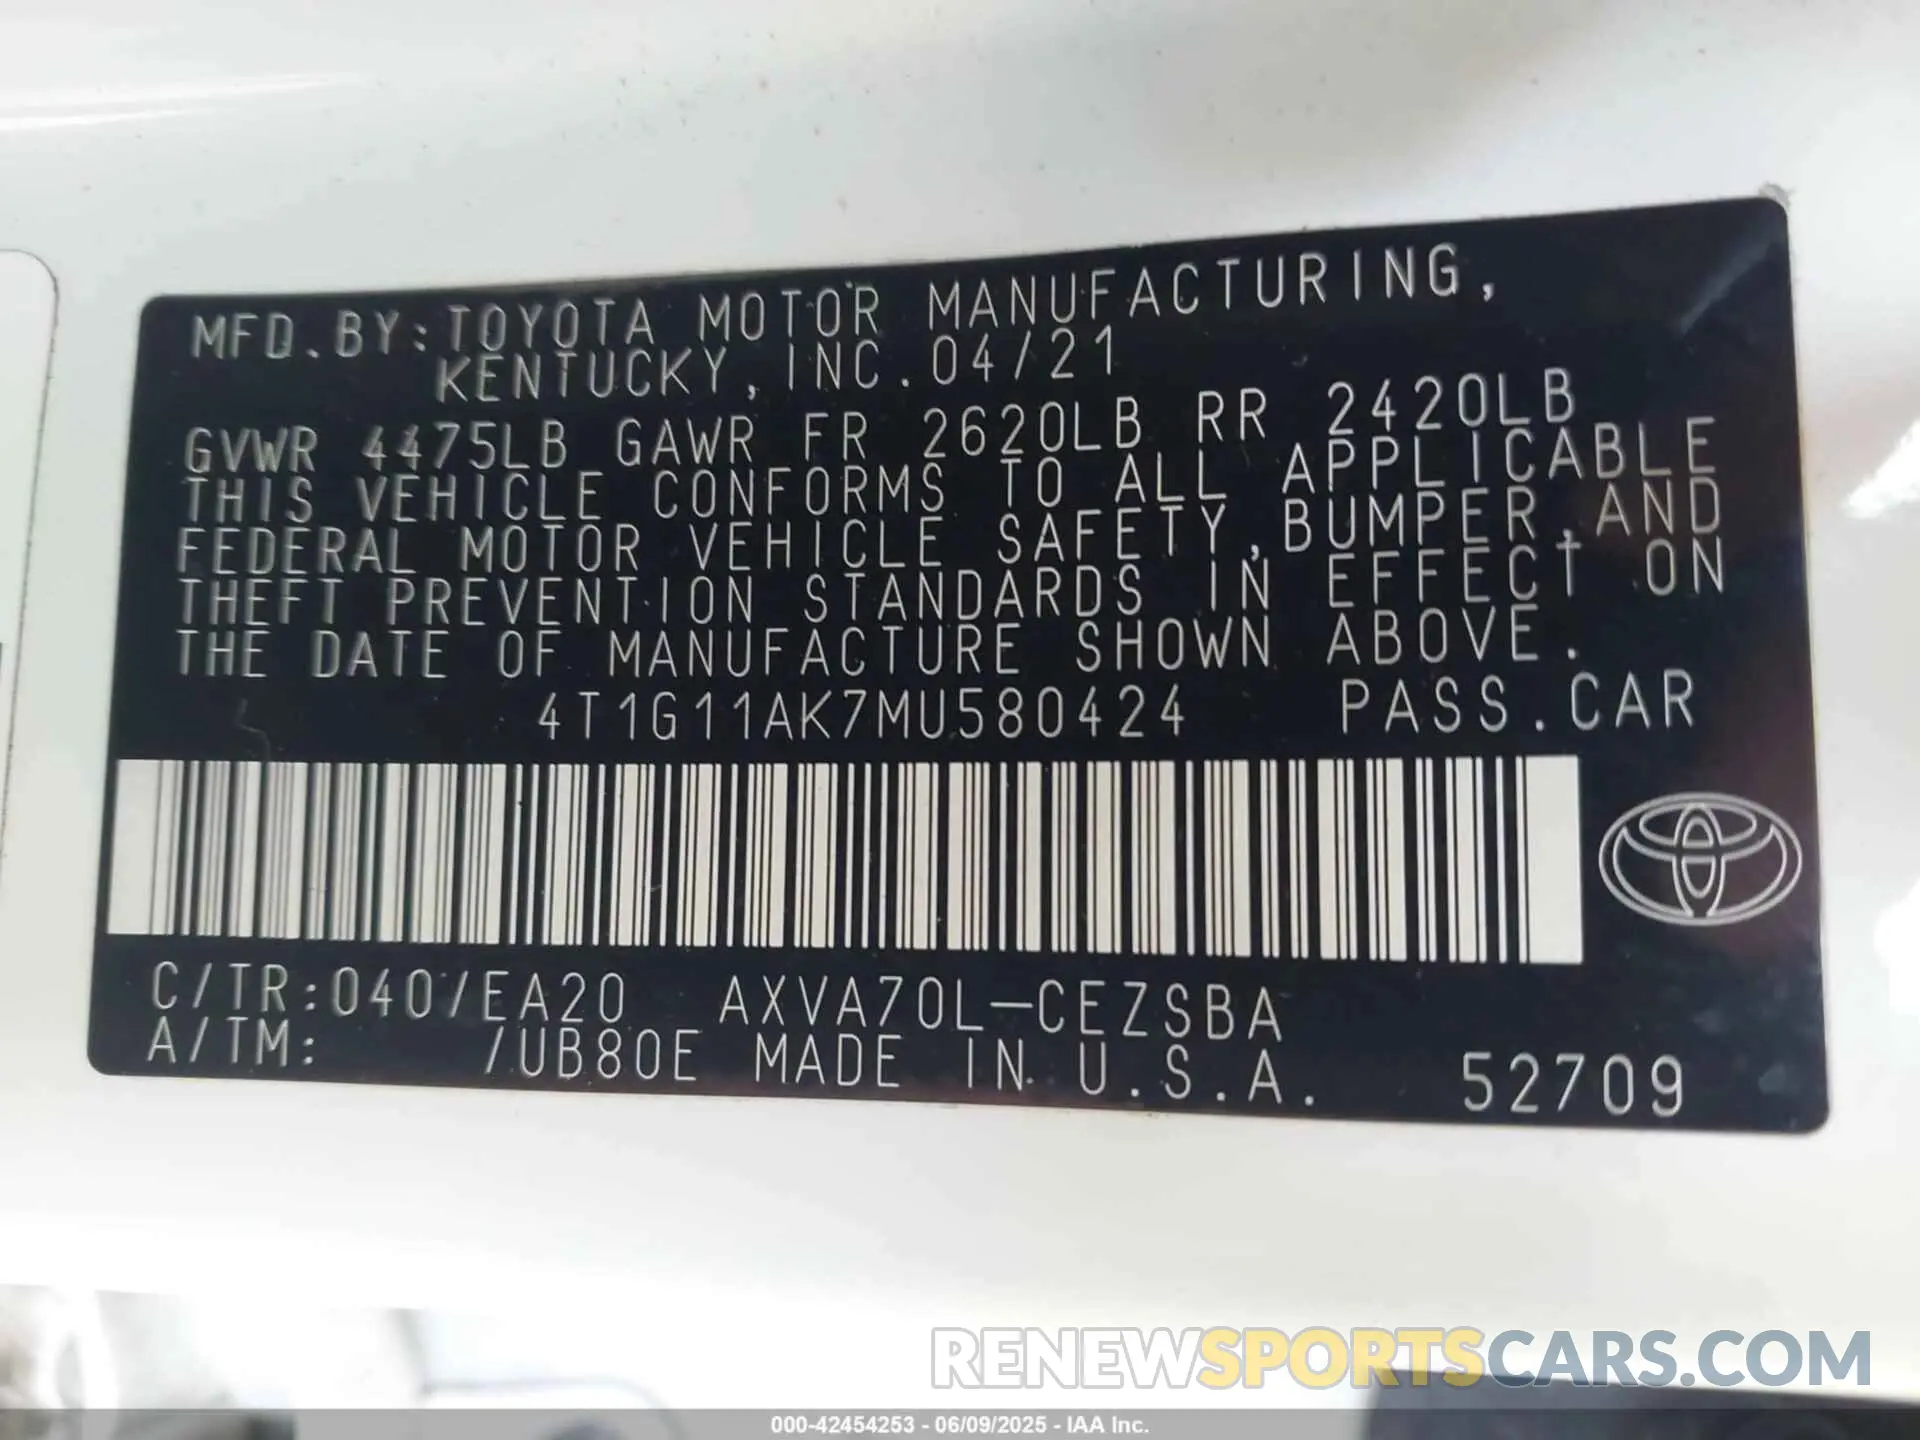 MFD.BY:TOYOTA MOTOR MANUFACTURING,
KENTUCKY, INC.04/21
GVWR 4475LB GAWR FR 2620LB RR 2420LB
THIS VEHICLE CONFORMS TO ALL APPLICABLE
FEDERAL MOTOR VEHICLE SAFETY,BUMPER,AND
THEFT PREVENTION STANDARDS IN EFFECT ON
THE DATE OF MANUFACTURE SHOWN ABOVE.
4T1G11AK7MU580424 PASS.CAR
C/TR:040/EA20 AXVA70L-CEZSBA
A/TM: /UB80E MADE IN U.S.A. 52709
RENEWSPORTSCARS.COM
000-42454253 - 06/09/2025 - IAA Inc.